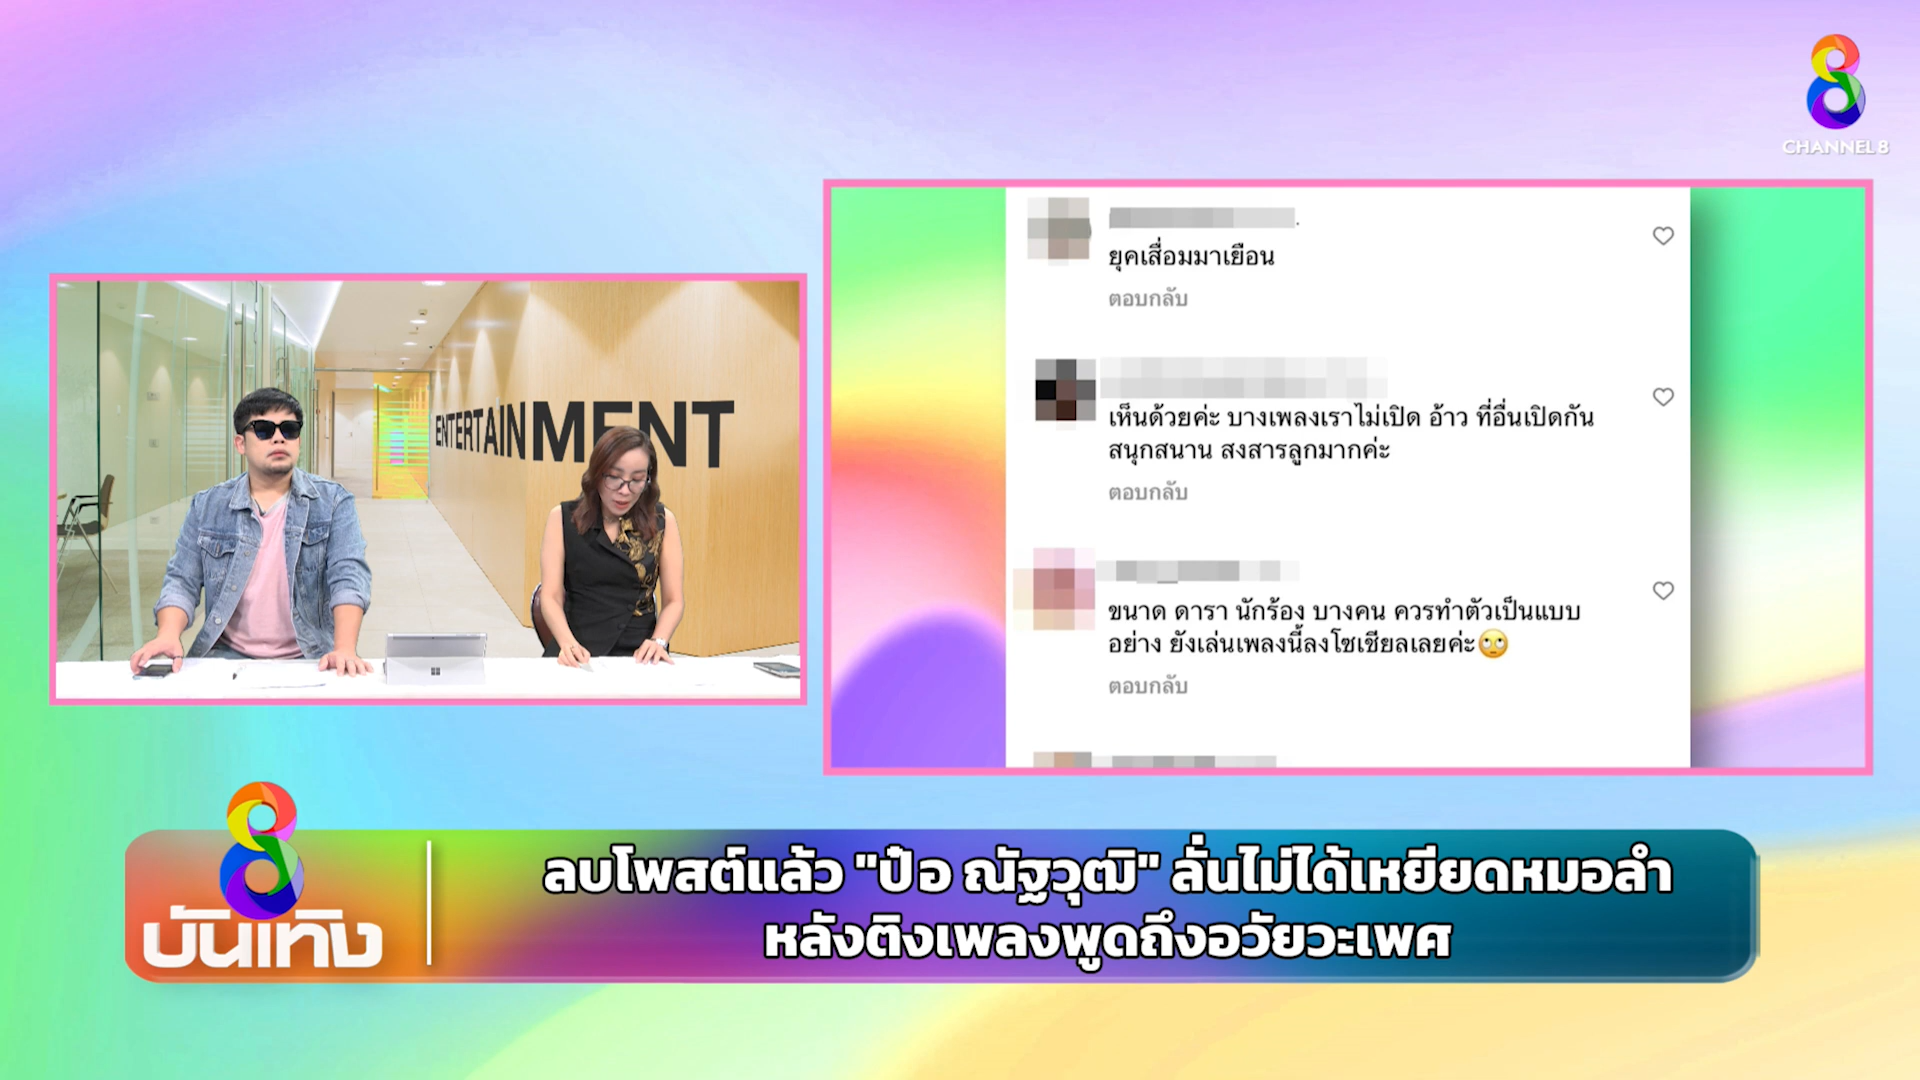 CHANNEL 8
ENTERTAINMENT
ยุคเสื่อมมาเยือน
ตอบกลับ
เห็นด้วยค่ะ บางเพลงเราไม่เปิด อ้าว ที่อื่นเปิดกัน
สนุกสนาน สงสารลูกมากค่ะ
ตอบกลับ
ขนาด ดารา นักร้อง บางคน ควรทำตัวเป็นแบบ
อย่าง ยังเล่นเพลงนี้ลงโซเชียลเลยค่ะ🙄
ตอบกลับ
8
บันเทิง
ลบโพสต์แล้ว "ป๋อ ณัฐวุฒิ" ลั่นไม่ได้เหยียดหมอลำ
หลังติงเพลงพูดถึงอวัยวะเพศ